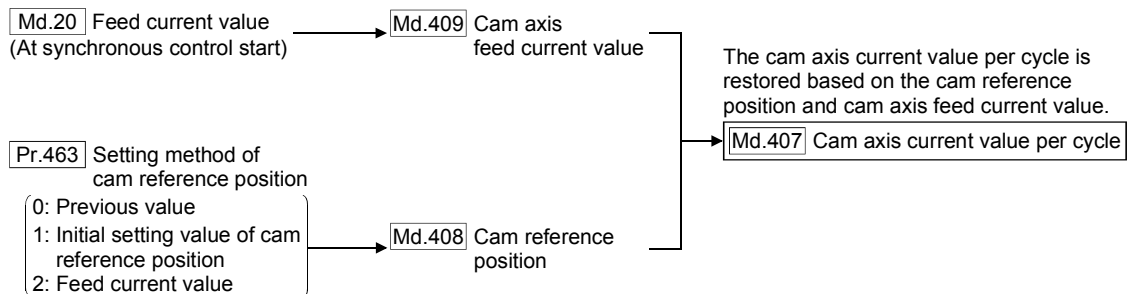 Md.20 Feed current value
(At synchronous control start)
Md.409 Cam axis
feed current value
The cam axis current value per cycle is
restored based on the cam reference
position and cam axis feed current value.
Md.407 Cam axis current value per cycle
Pr.463 Setting method of
cam reference position
0: Previous value
1: Initial setting value of cam
reference position
2: Feed current value
Md.408 Cam reference
position